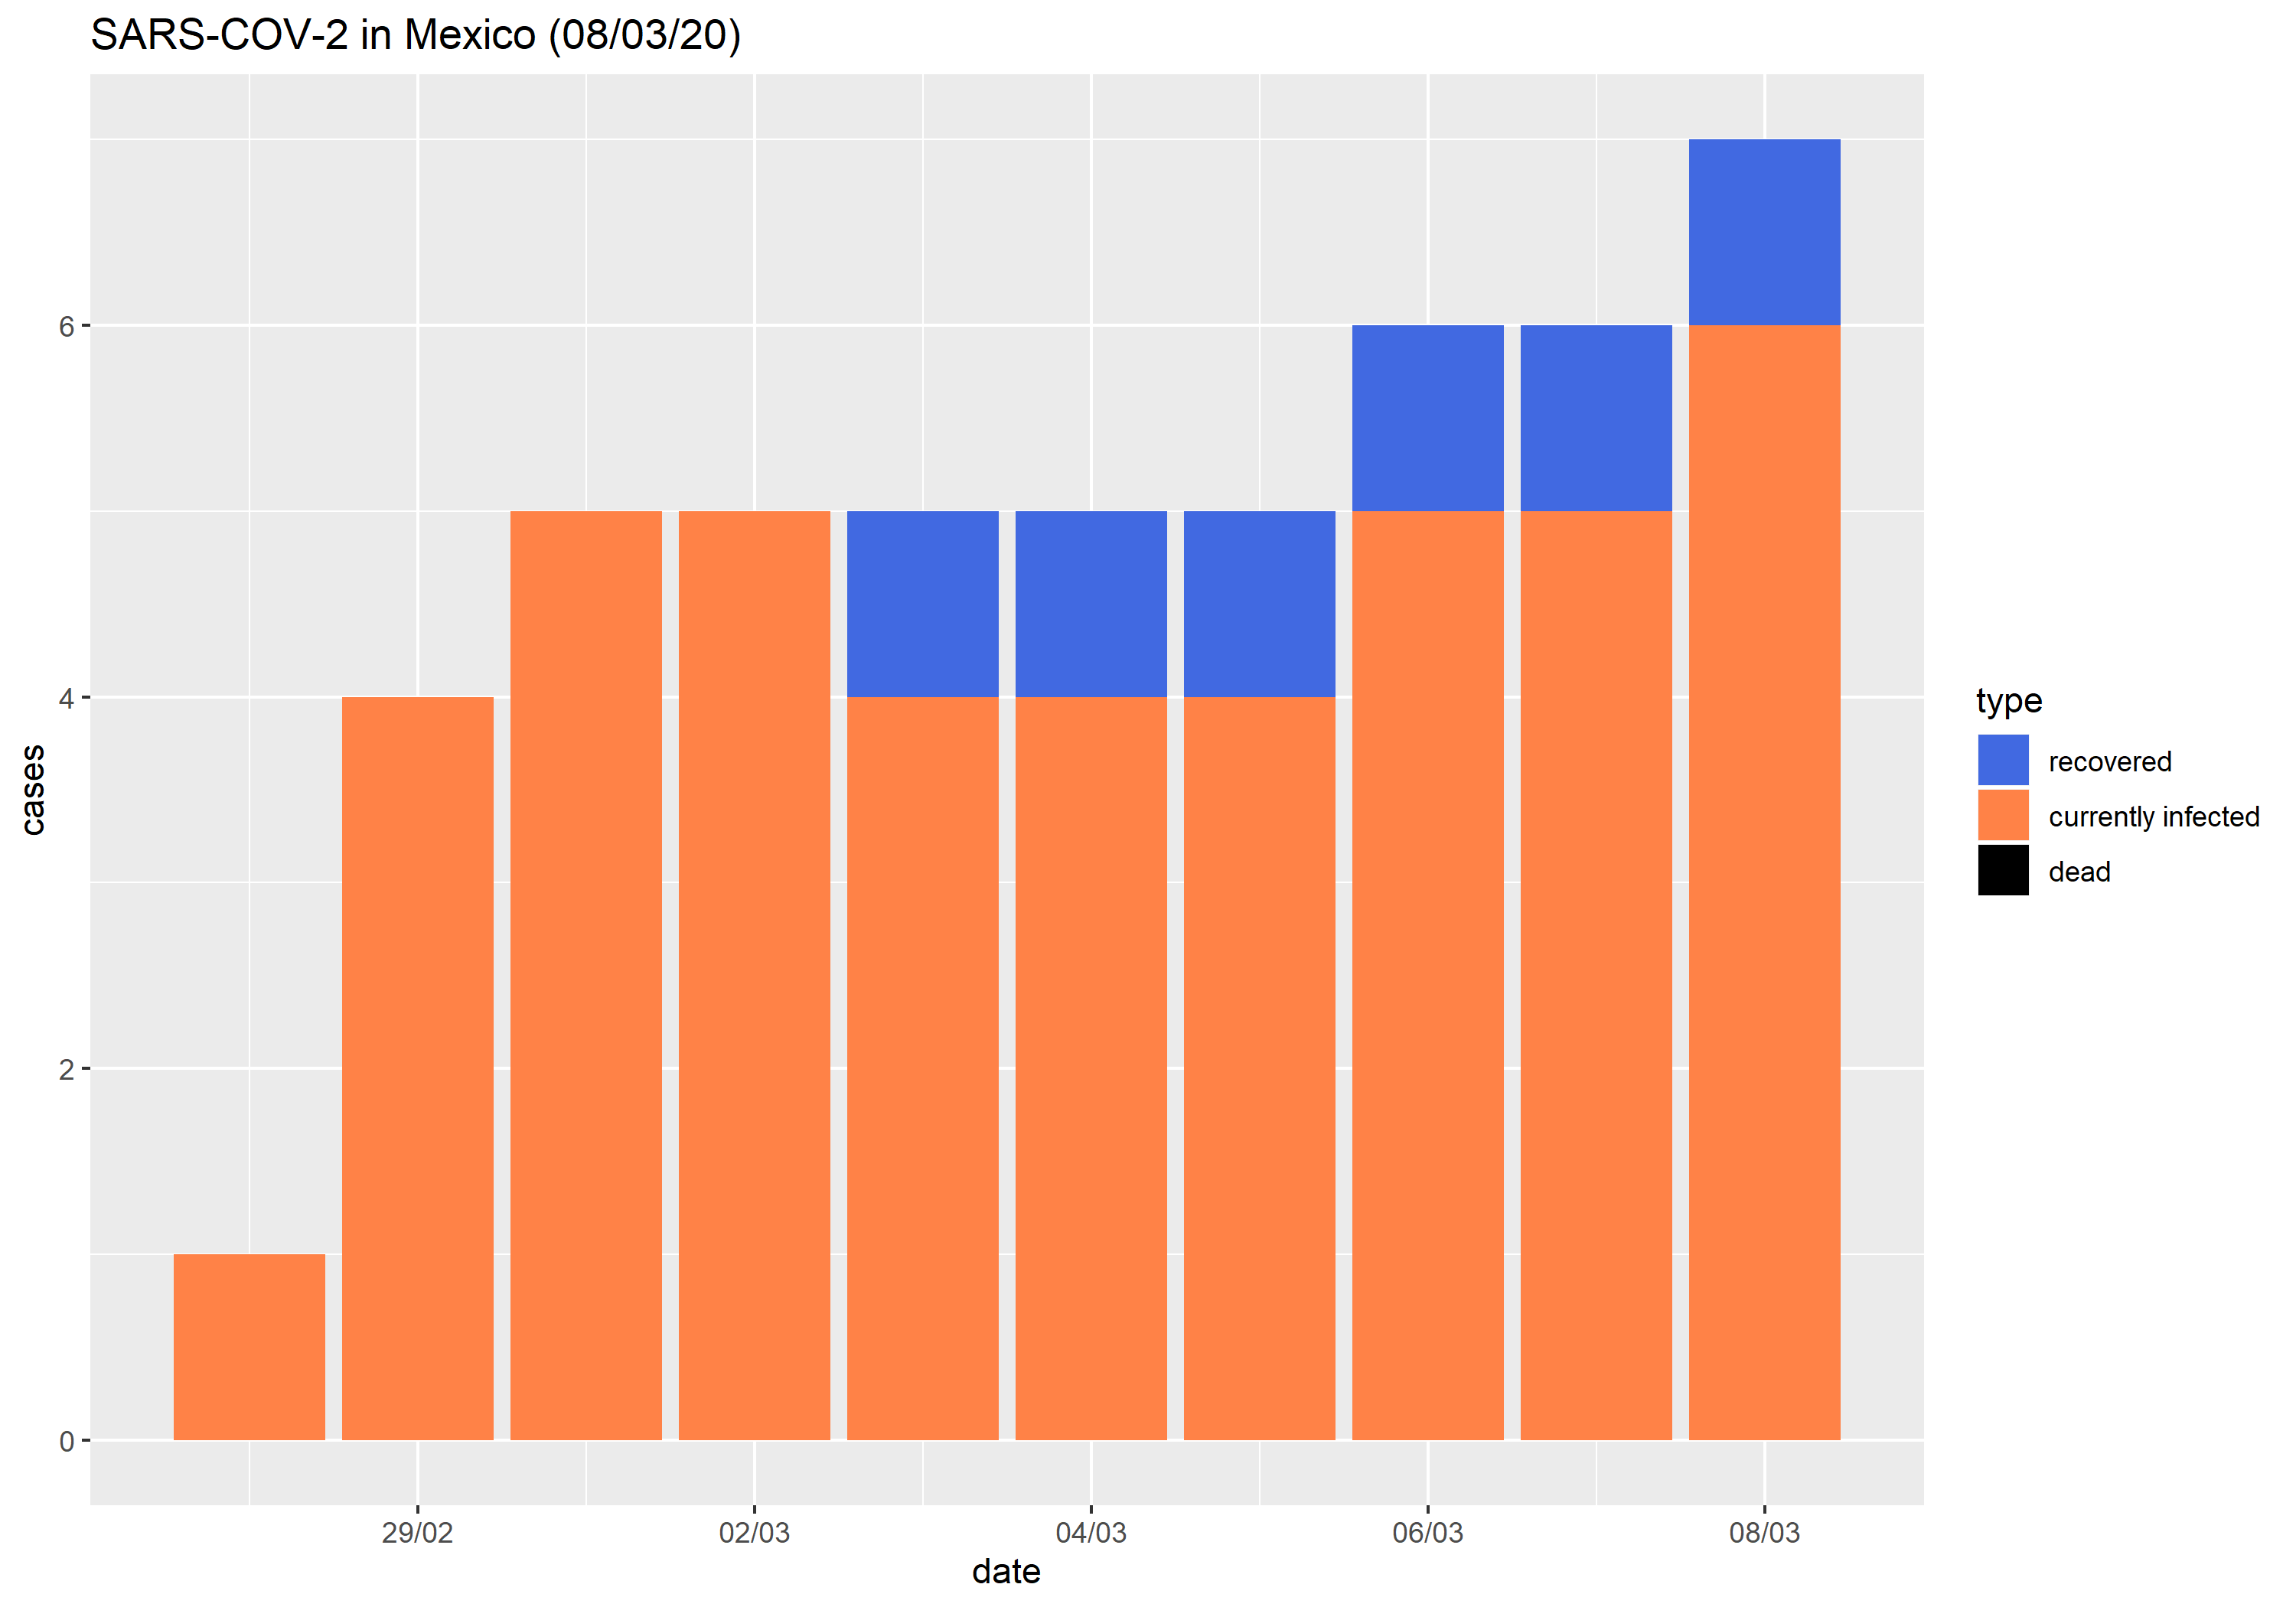 SARS-COV-2 in Mexico (08/03/20)
cases
6
4
2
0
29/02 02/03 04/03 06/03 08/03
date
type
recovered
currently infected
dead